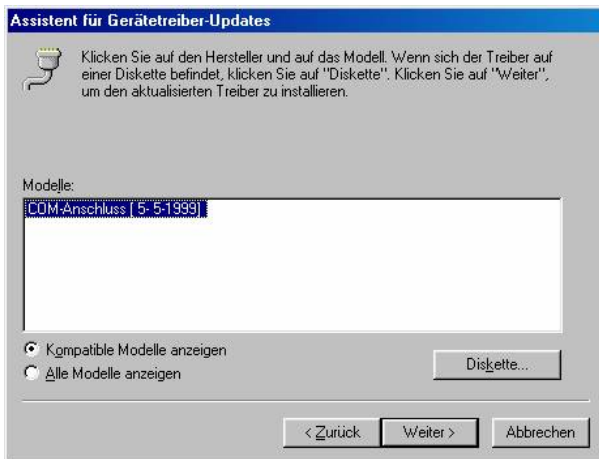 Assistent für Gerätetreiber-Updates
Klicken Sie auf den Hersteller und auf das Modell. Wenn sich der Treiber auf
einer Diskette befindet, klicken Sie auf "Diskette". Klicken Sie auf "Weiter",
um den aktualisierten Treiber zu installieren.
Modelle:
COM-Anschluss [ 5- 5-1999]
Kompatible Modelle anzeigen
Alle Modelle anzeigen
Diskette...
< Zurück
Weiter >
Abbrechen